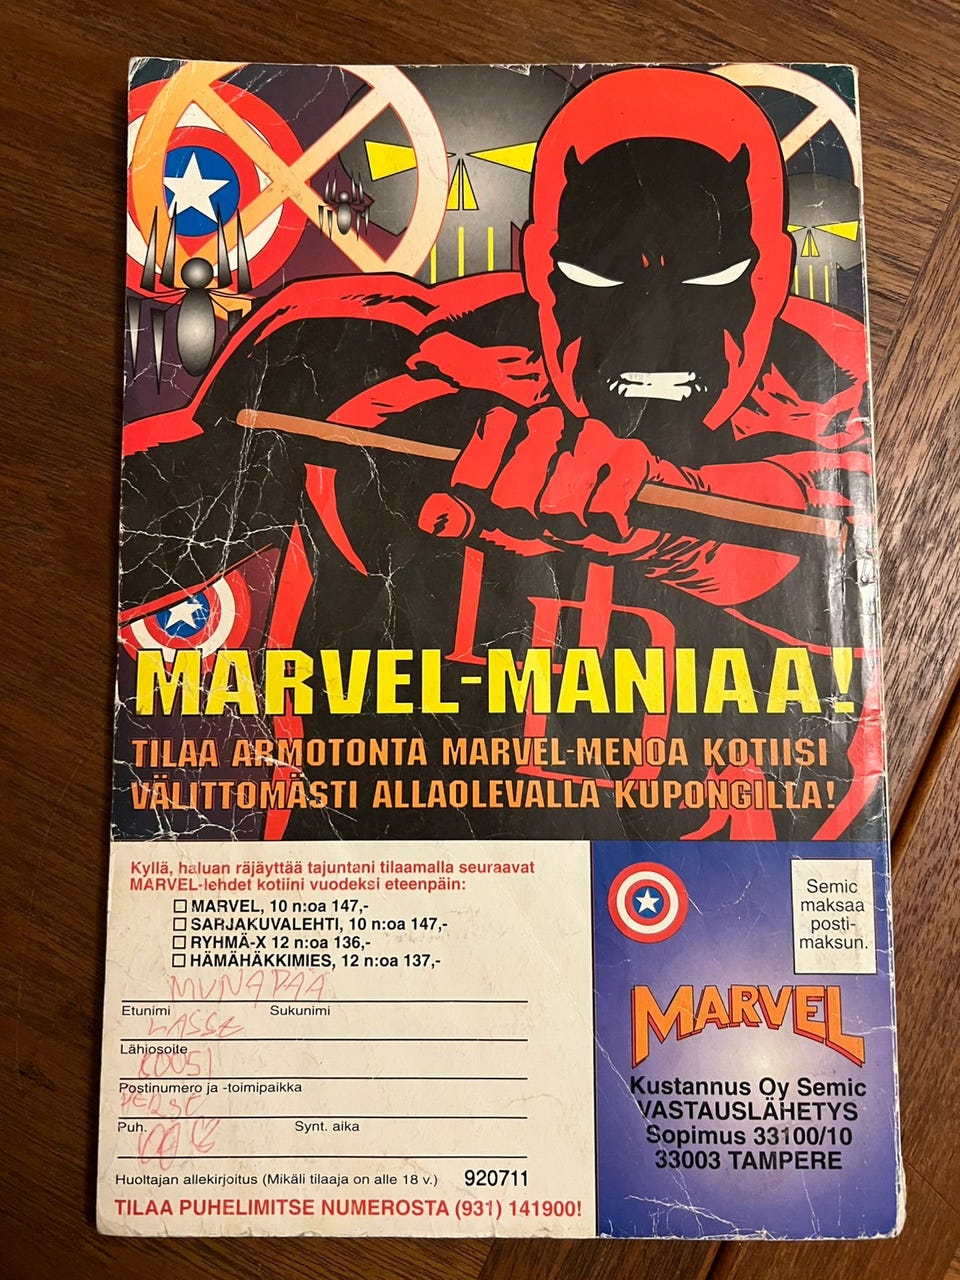 MARVEL-MANIAA!
TILAA ARMOTONTA MARVEL-MENOA KOTIISI
VÄLITTÖMÄSTI ALLAOLEVALLA KUPONGILLA!
Kyllä, haluan räjäyttää tajuntani tilaamalla seuraavat
MARVEL-lehdet kotiini vuodeksi eteenpäin:
MARVEL, 10 n:oa 147,-
SARJAKUVALEHTI, 10 n:oa 147,-
RYHMÄ-X 12 n:oa 136,-
HÄMÄHÄKKIMIES, 12 n:oa 137,-
MUNAPAA
Etunimi Sukunimi
LASSE
Lähiosoite
Postinumero ja -toimipaikka
PERSE
Puh. Synt. aika
Huoltajan allekirjoitus (Mikäli tilaaja on alle 18 v.) 920711
TILAA PUHELIMITSE NUMEROSTA (931) 141900!
Semic
maksaa
posti-
maksun.
MARVEL
Kustannus Oy Semic
VASTAUSLÄHETYS
Sopimus 33100/10
33003 TAMPERE